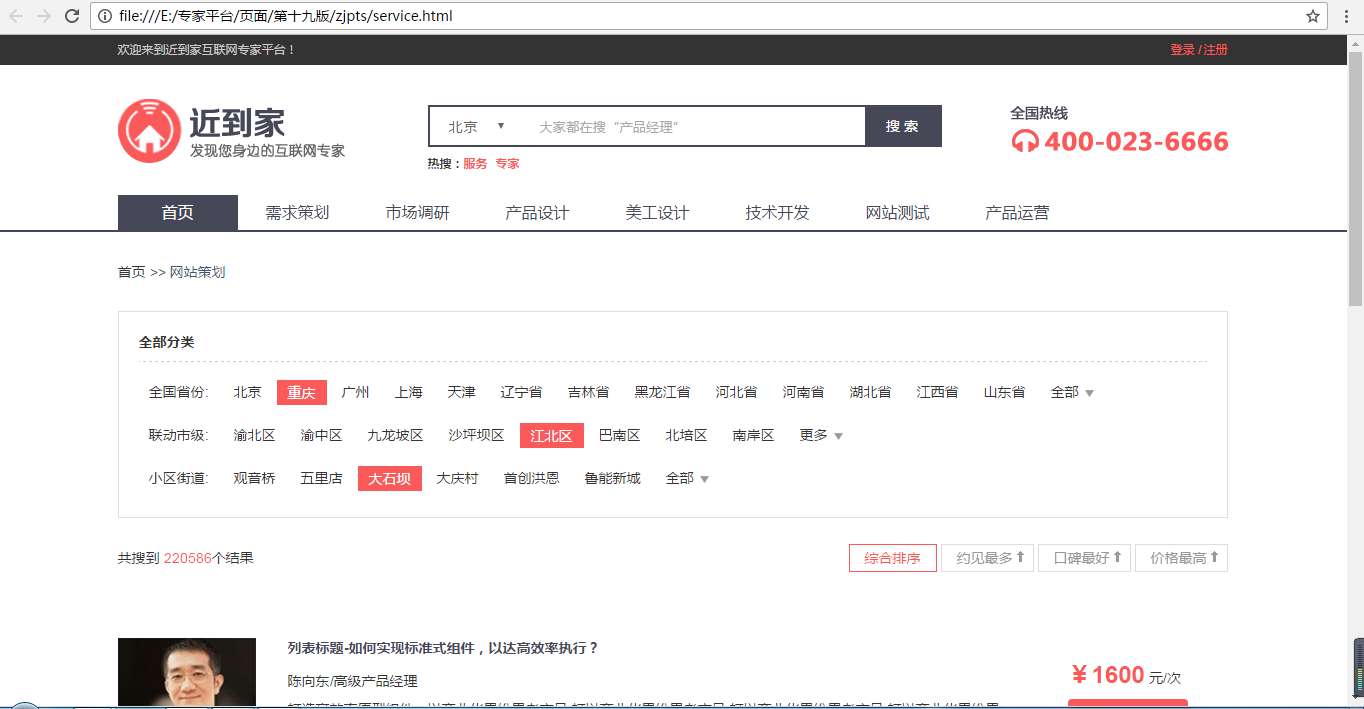 file:///E:/专家平台/页面/第十九版/zjpts/service.html
欢迎来到近到家互联网专家平台！
登录 / 注册
近到家
发现您身边的互联网专家
北京 ▼ 大家都在搜 “产品经理”
搜 索
热搜：服务 专家
全国热线
400-023-6666
首页 需求策划 市场调研 产品设计 美工设计 技术开发 网站测试 产品运营
首页 >> 网站策划
全部分类
全国省份: 北京 重庆 广州 上海 天津 辽宁省 吉林省 黑龙江省 河北省 河南省 湖北省 江西省 山东省 全部
联动市级: 渝北区 渝中区 九龙坡区 沙坪坝区 江北区 巴南区 北培区 南岸区 更多
小区街道: 观音桥 五里店 大石坝 大庆村 首创洪恩 鲁能新城 全部
共搜到 220586个结果
综合排序 约见最多 口碑最好 价格最高
列表标题-如何实现标准式组件，以达高效率执行？
陈向东/高级产品经理
¥ 1600 元/次